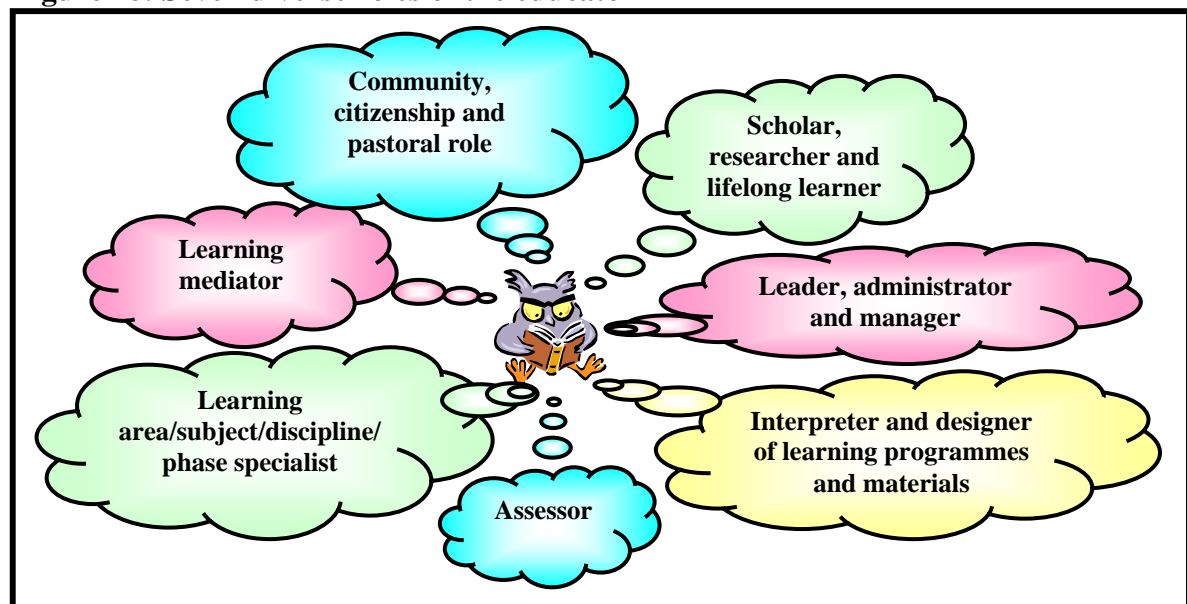 Community,
citizenship and
pastoral role
Scholar,
researcher and
lifelong learner
Learning
mediator
Leader, administrator
and manager
Learning
area/subject/discipline/
phase specialist
Interpreter and designer
of learning programmes
and materials
Assessor